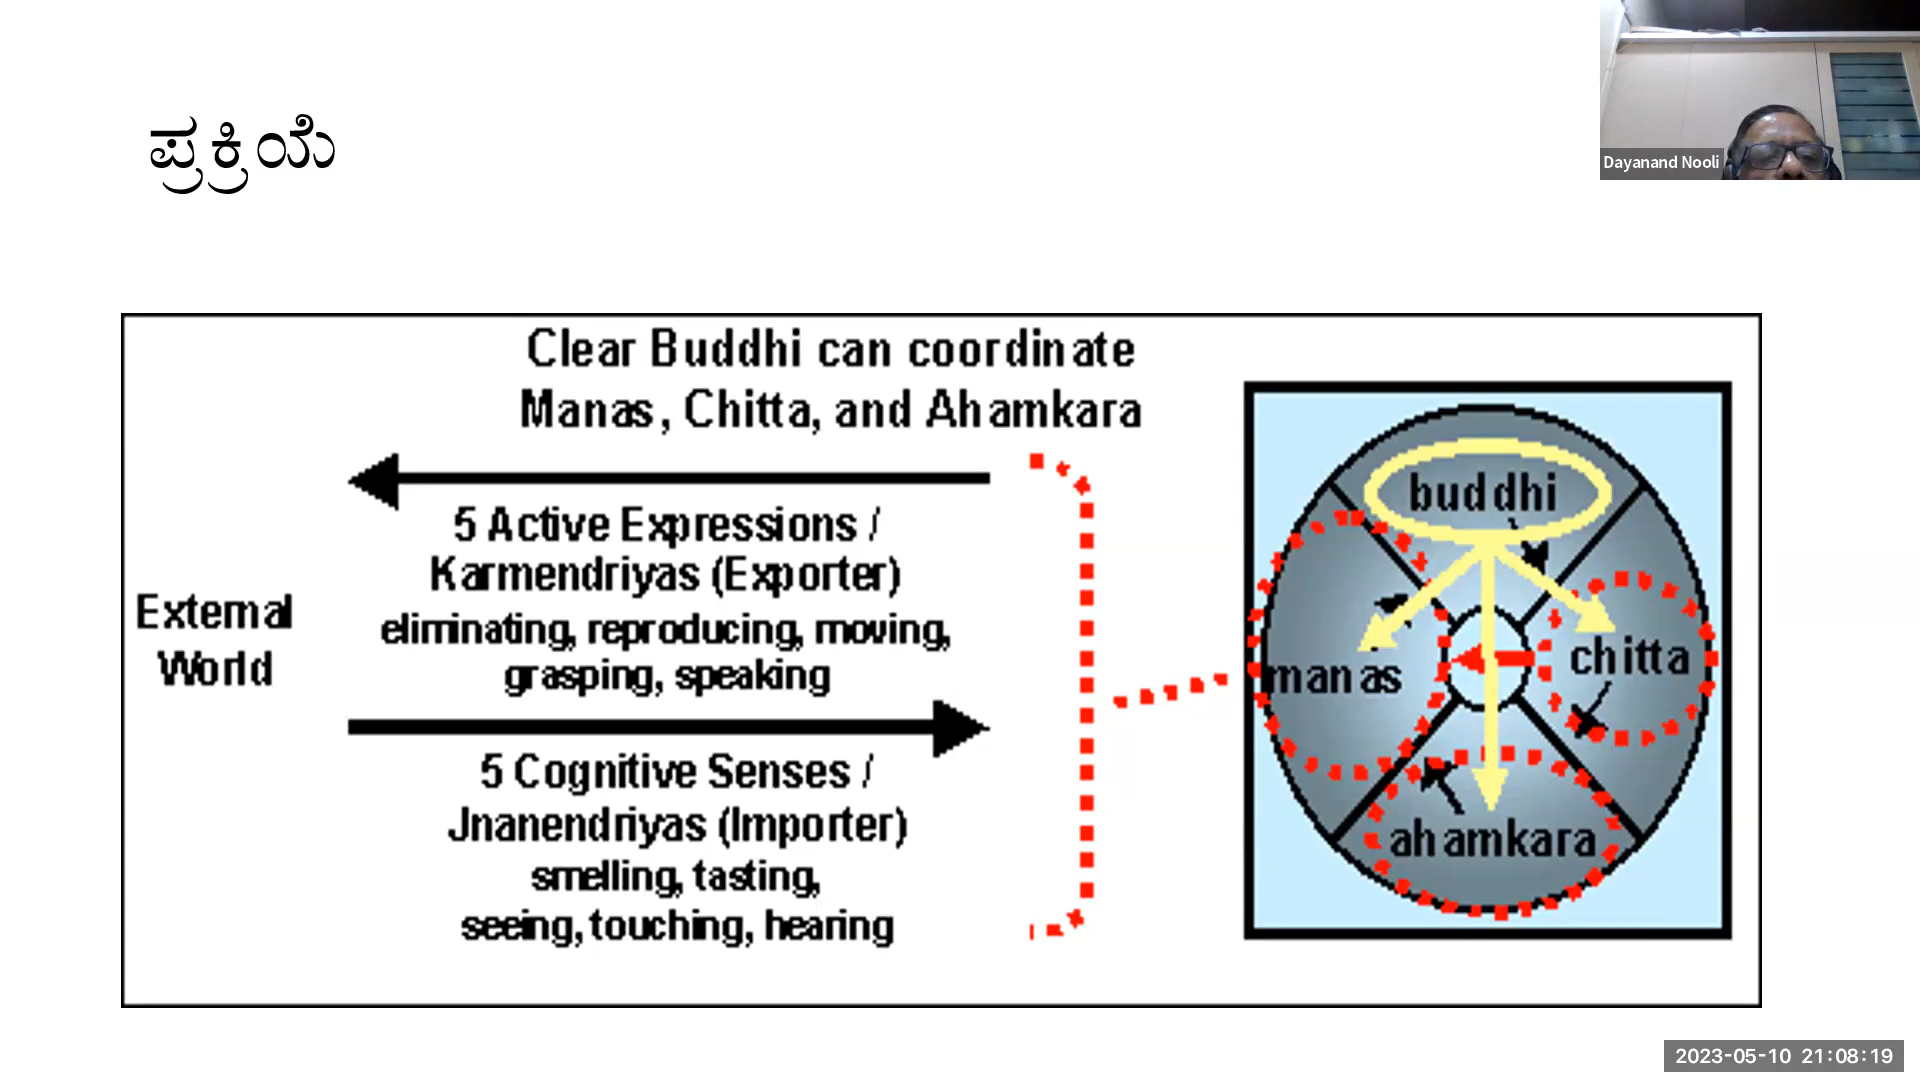 ಪ್ರಕ್ರಿಯೆ
Dayanand Nooli
Clear Buddhi can coordinate
Manas, Chitta, and Ahamkara
5 Active Expressions /
Karmendriyas (Exporter)
eliminating, reproducing, moving,
grasping, speaking
External
World
5 Cognitive Senses /
Jnanendriyas (Importer)
smelling, tasting,
seeing, touching, hearing
buddhi
manas
chitta
ahamkara
2023-05-10 21:08:19